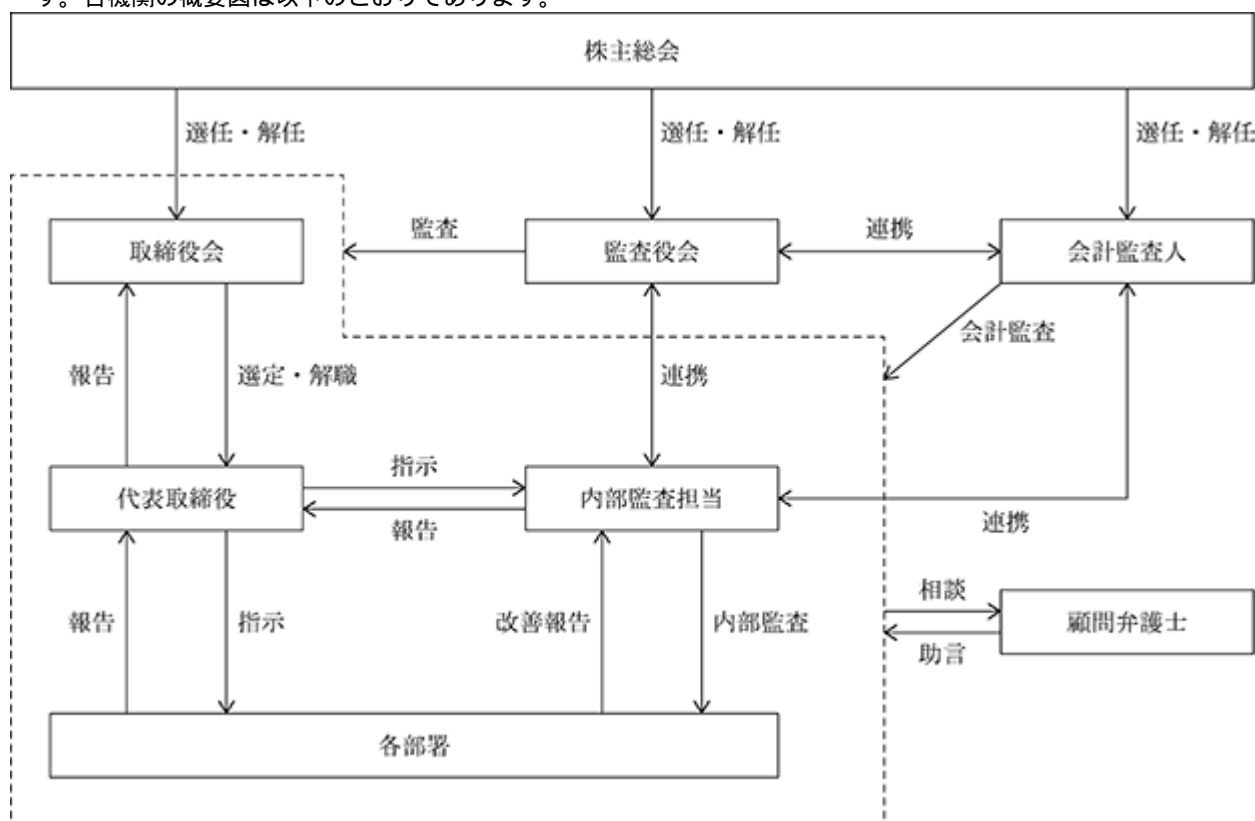 す。各機関の概要図は以下のとおりであります。
株主総会
選任・解任
選任・解任
選任・解任
取締役会
監査
監査役会
連携
会計監査人
会計監査
報告
選定・解職
連携
代表取締役
指示
報告
内部監査担当
連携
報告
指示
改善報告
内部監査
相談
助言
顧問弁護士
各部署